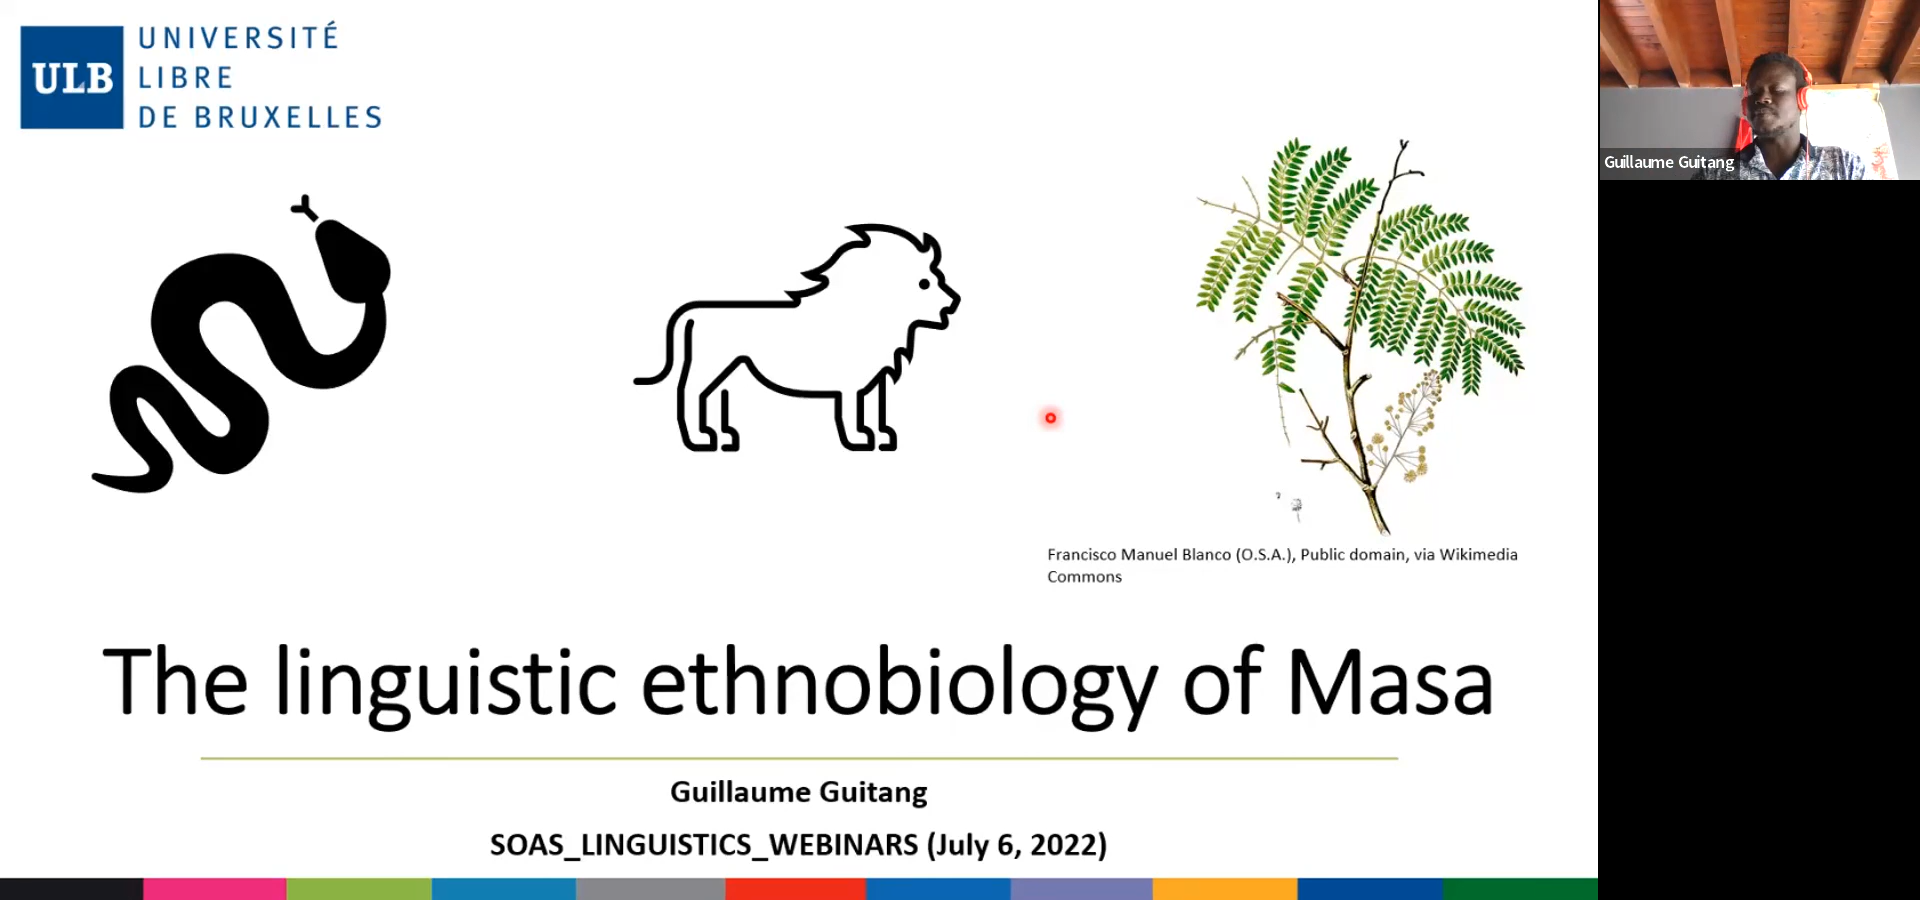 ULB
UNIVERSITÉ
LIBRE
DE BRUXELLES
Guillaume Guitang
Francisco Manuel Blanco (O.S.A.), Public domain, via Wikimedia
Commons
The linguistic ethnobiology of Masa
Guillaume Guitang
SOAS_LINGUISTICS_WEBINARS (July 6, 2022)